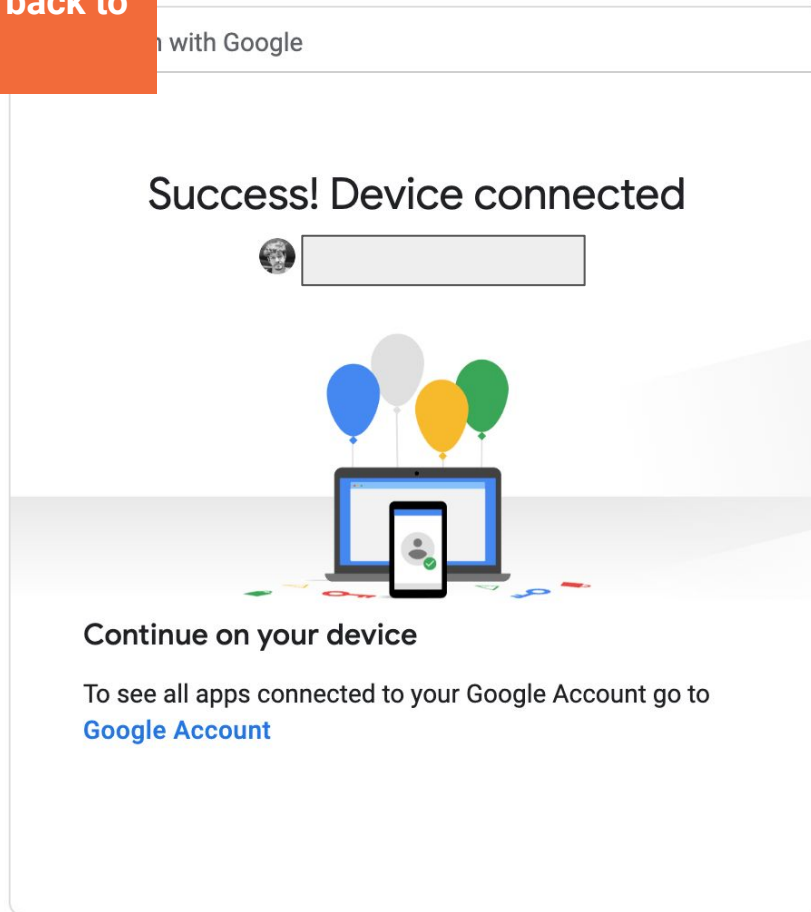 back to
with Google
Success! Device connected
Continue on your device
To see all apps connected to your Google Account go to
Google Account